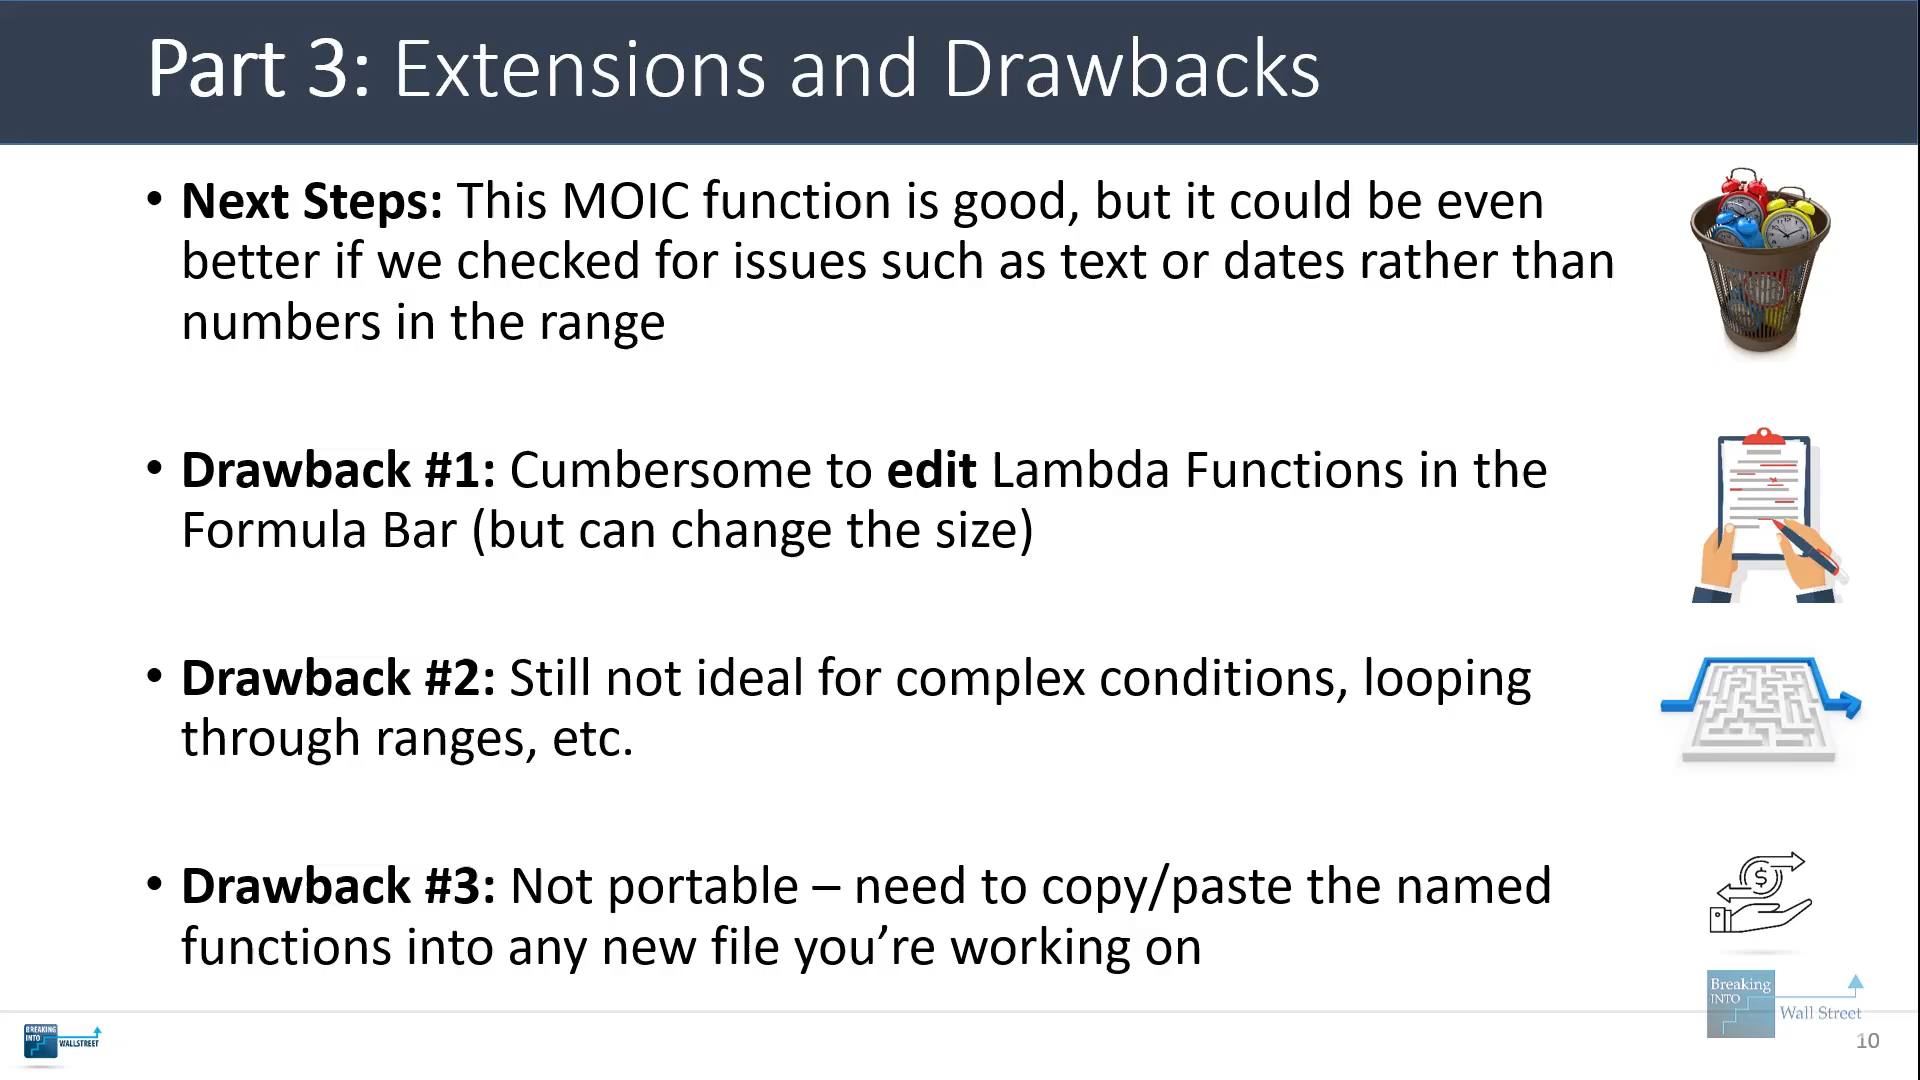 Part 3: Extensions and Drawbacks
• Next Steps: This MOIC function is good, but it could be even
better if we checked for issues such as text or dates rather than
numbers in the range
• Drawback #1: Cumbersome to edit Lambda Functions in the
Formula Bar (but can change the size)
• Drawback #2: Still not ideal for complex conditions, looping
through ranges, etc.
• Drawback #3: Not portable – need to copy/paste the named
functions into any new file you’re working on
$
Breaking
INTO
Wall Street
BREAKING
INTO
WALLSTREET
10